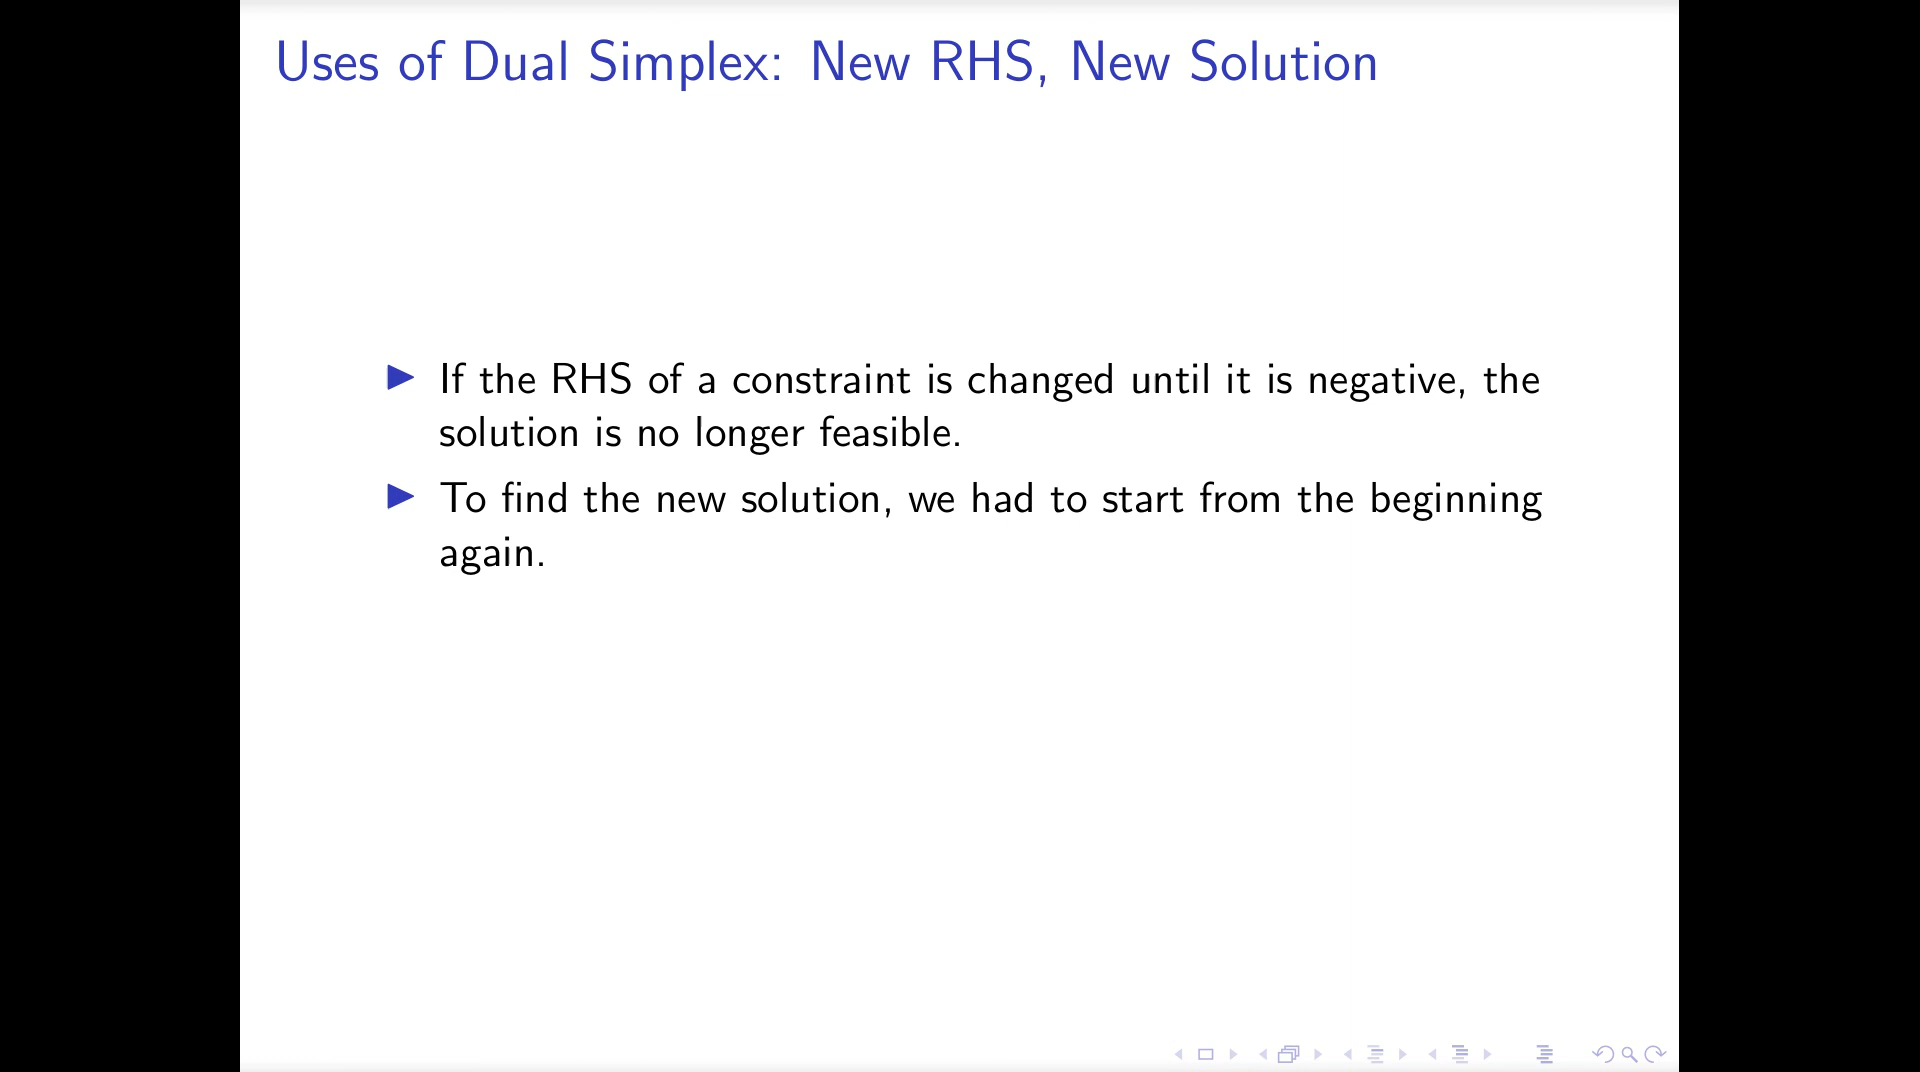 Uses of Dual Simplex: New RHS, New Solution
If the RHS of a constraint is changed until it is negative, the
solution is no longer feasible.
To find the new solution, we had to start from the beginning
again.